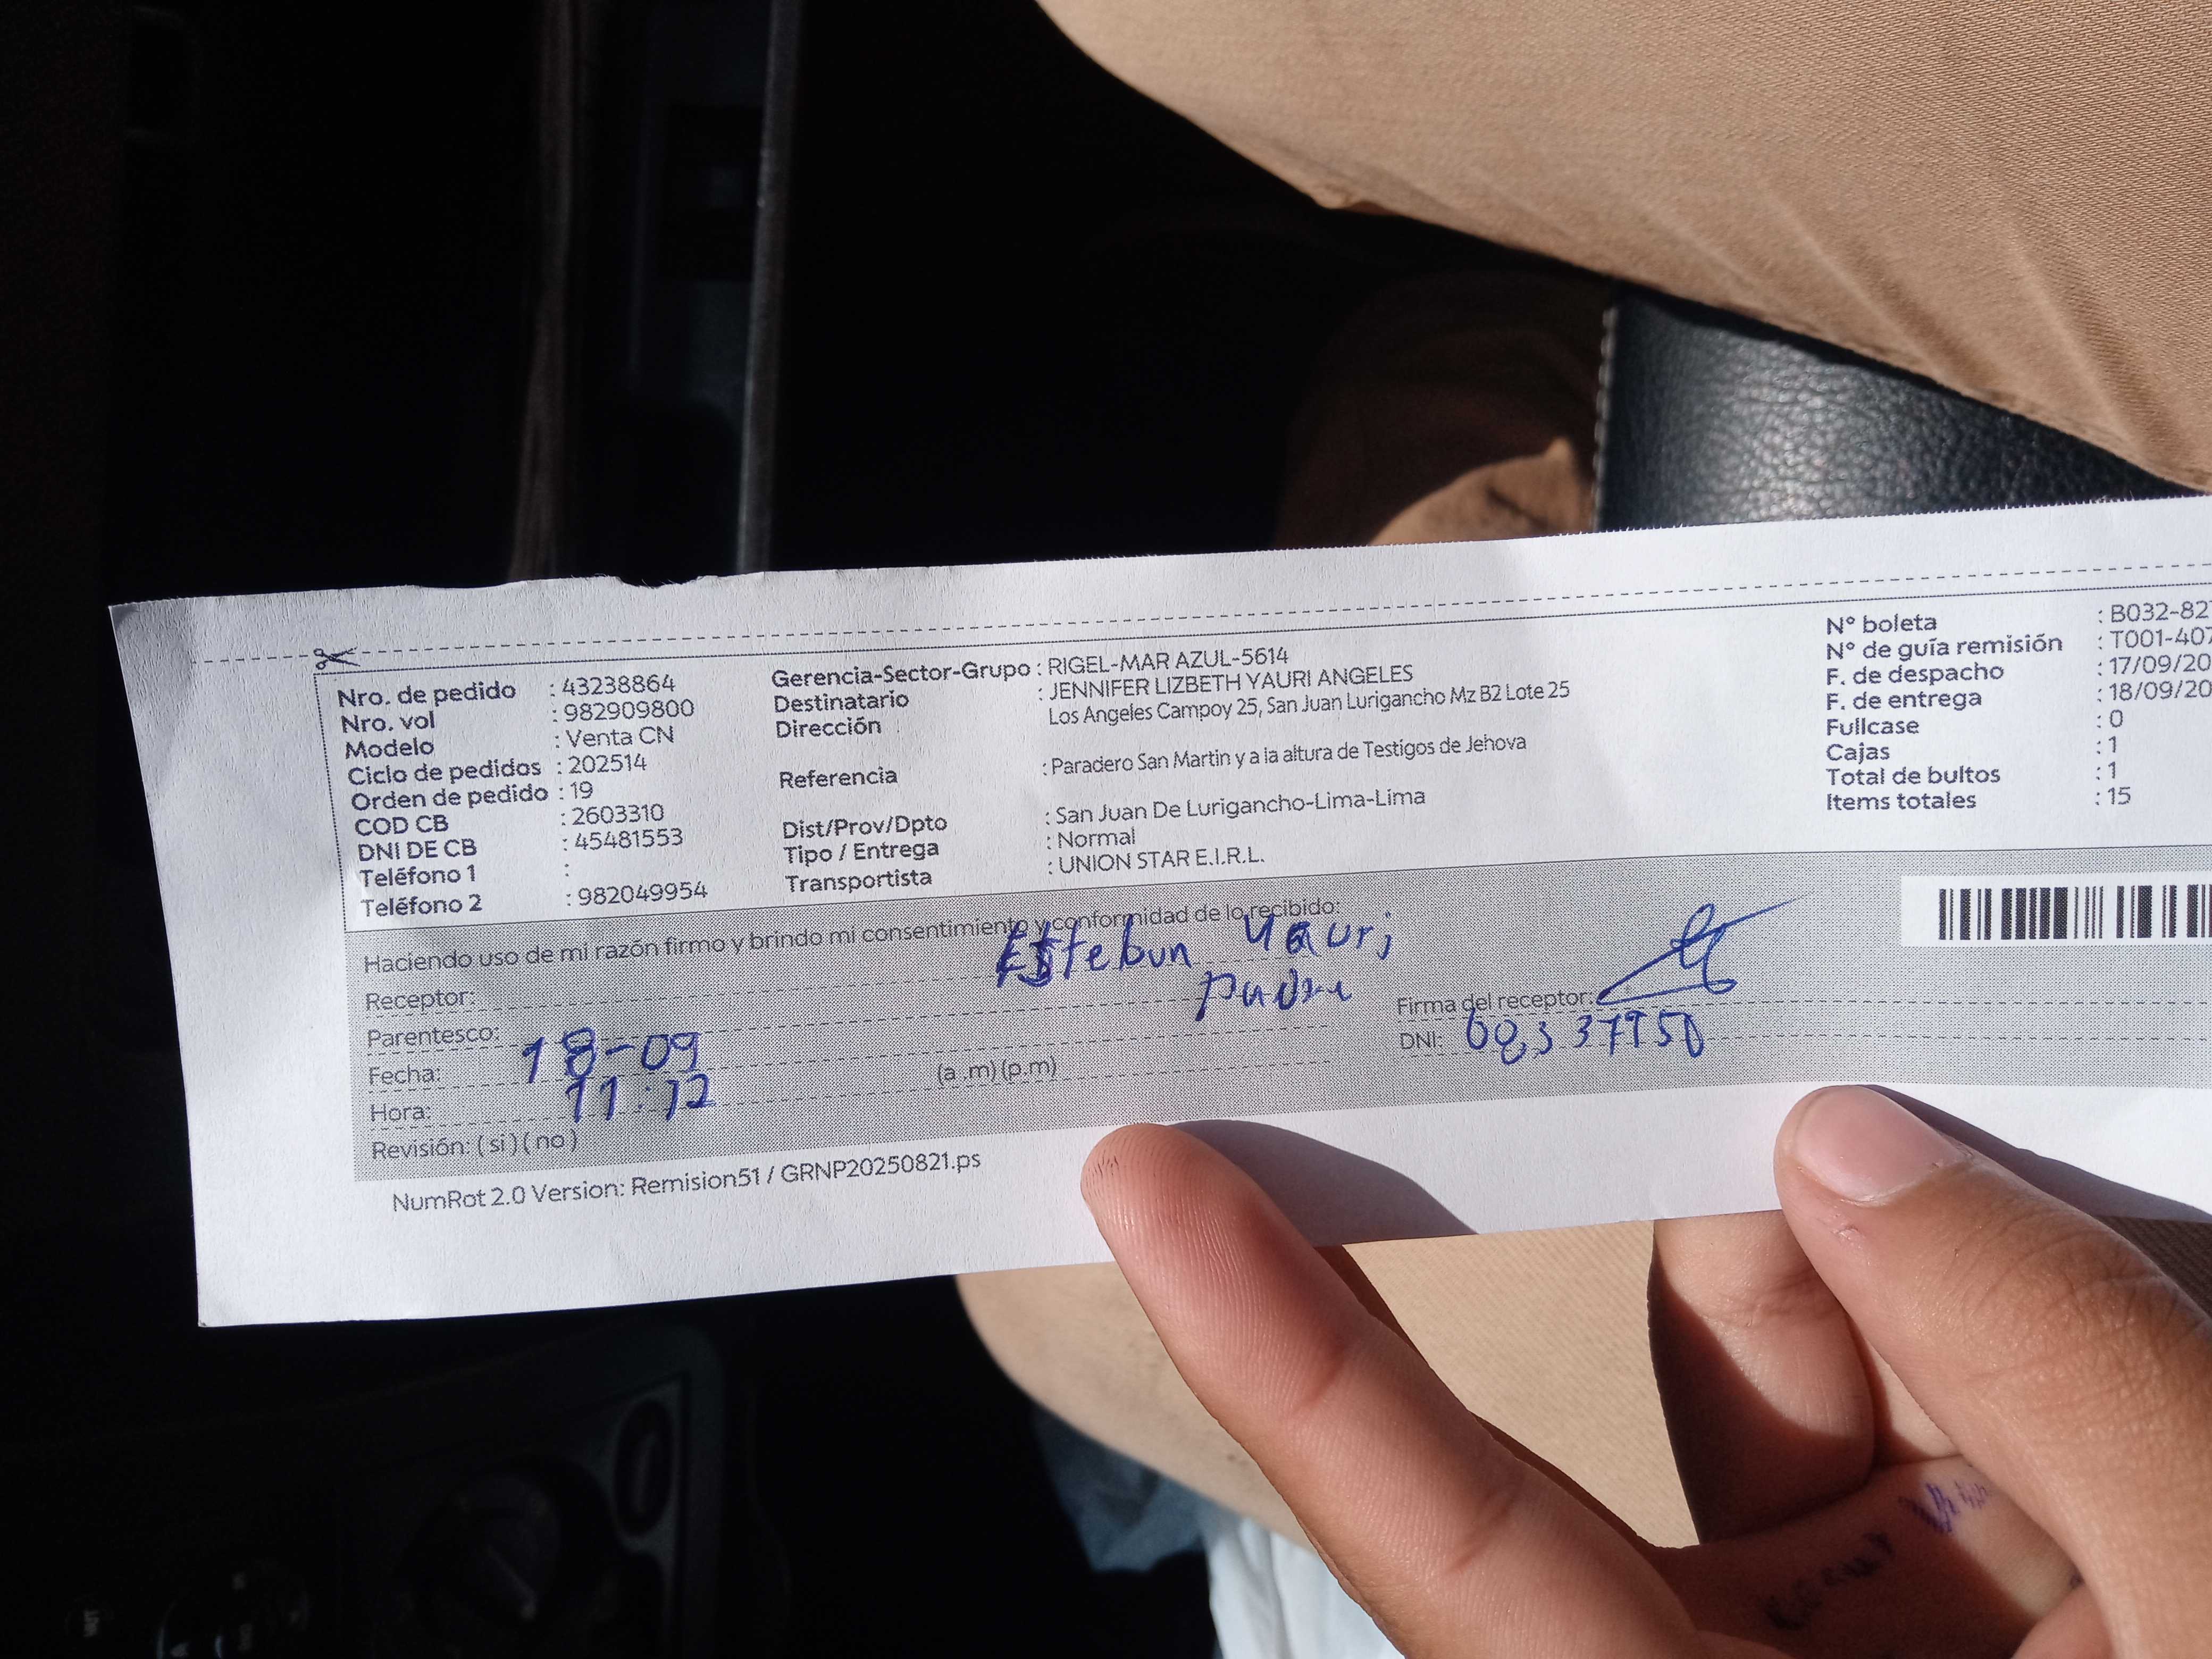 Nro. de pedido : 43238864
Nro. vol : 982909800
Modelo : Venta CN
Ciclo de pedidos : 202514
Orden de pedido : 19
COD CB : 2603310
DNI DE CB : 45481553
Teléfono 1 :
Teléfono 2 : 982049954
Gerencia-Sector-Grupo : RIGEL-MAR AZUL-5614
Destinatario : JENNIFER LIZBETH YAURI ANGELES
Dirección Los Angeles Campoy 25, San Juan Lurigancho Mz B2 Lote 25
Referencia : Paradero San Martin y a la altura de Testigos de Jehova
Dist/Prov/Dpto : San Juan De Lurigancho-Lima-Lima
Tipo / Entrega : Normal
Transportista : UNION STAR E.I.R.L.
N° boleta : B032-82
N° de guía remisión : T001-407
F. de despacho : 17/09/20
F. de entrega : 18/09/20
Fullcase : 0
Cajas : 1
Total de bultos : 1
Items totales : 15
Haciendo uso de mi razón firmo y brindo mi consentimiento y conformidad de lo recibido:
Receptor: Esteban Yauri
Parentesco: padre
Fecha: 18-09
Hora: 11:12 (a .m) (p.m)
Revisión: ( si ) ( no )
Firma del receptor:
DNI:
NumRot 2.0 Version: Remision51 / GRNP20250821.ps